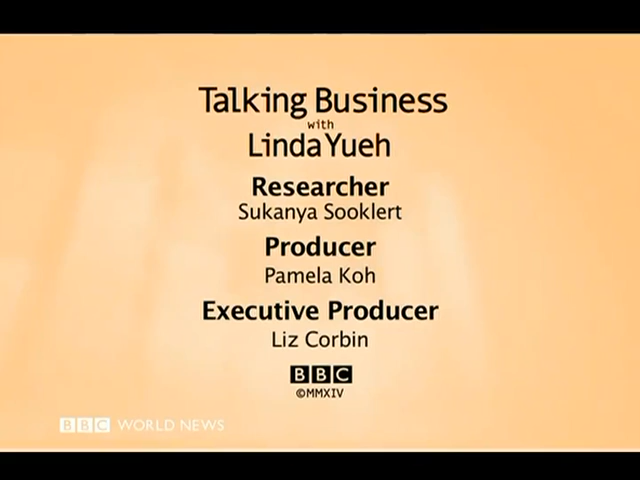 Talking Business
with
Linda Yueh
Researcher
Sukanya Sooklert
Producer
Pamela Koh
Executive Producer
Liz Corbin
BBC
©MMXIV
BBC WORLD NEWS